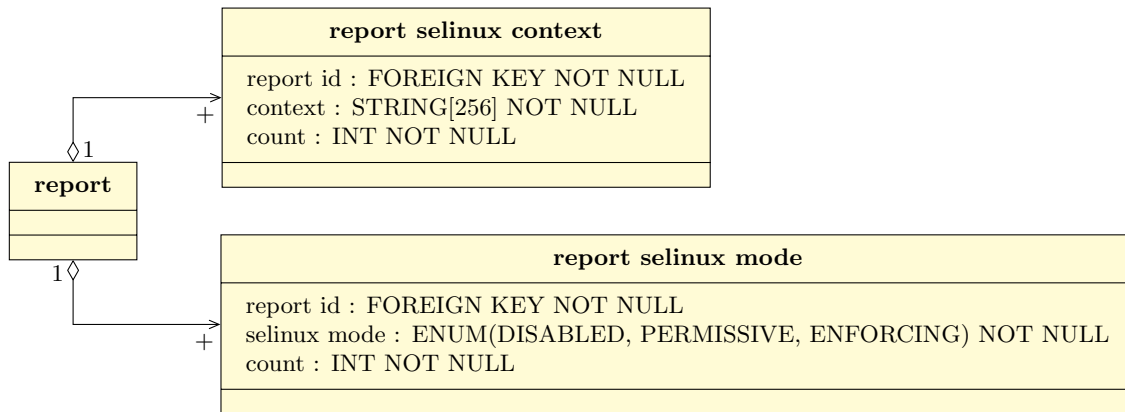 report selinux context
report id : FOREIGN KEY NOT NULL
context : STRING[256] NOT NULL
count : INT NOT NULL
+
1
report
1
+
report selinux mode
report id : FOREIGN KEY NOT NULL
selinux mode : ENUM(DISABLED, PERMISSIVE, ENFORCING) NOT NULL
count : INT NOT NULL